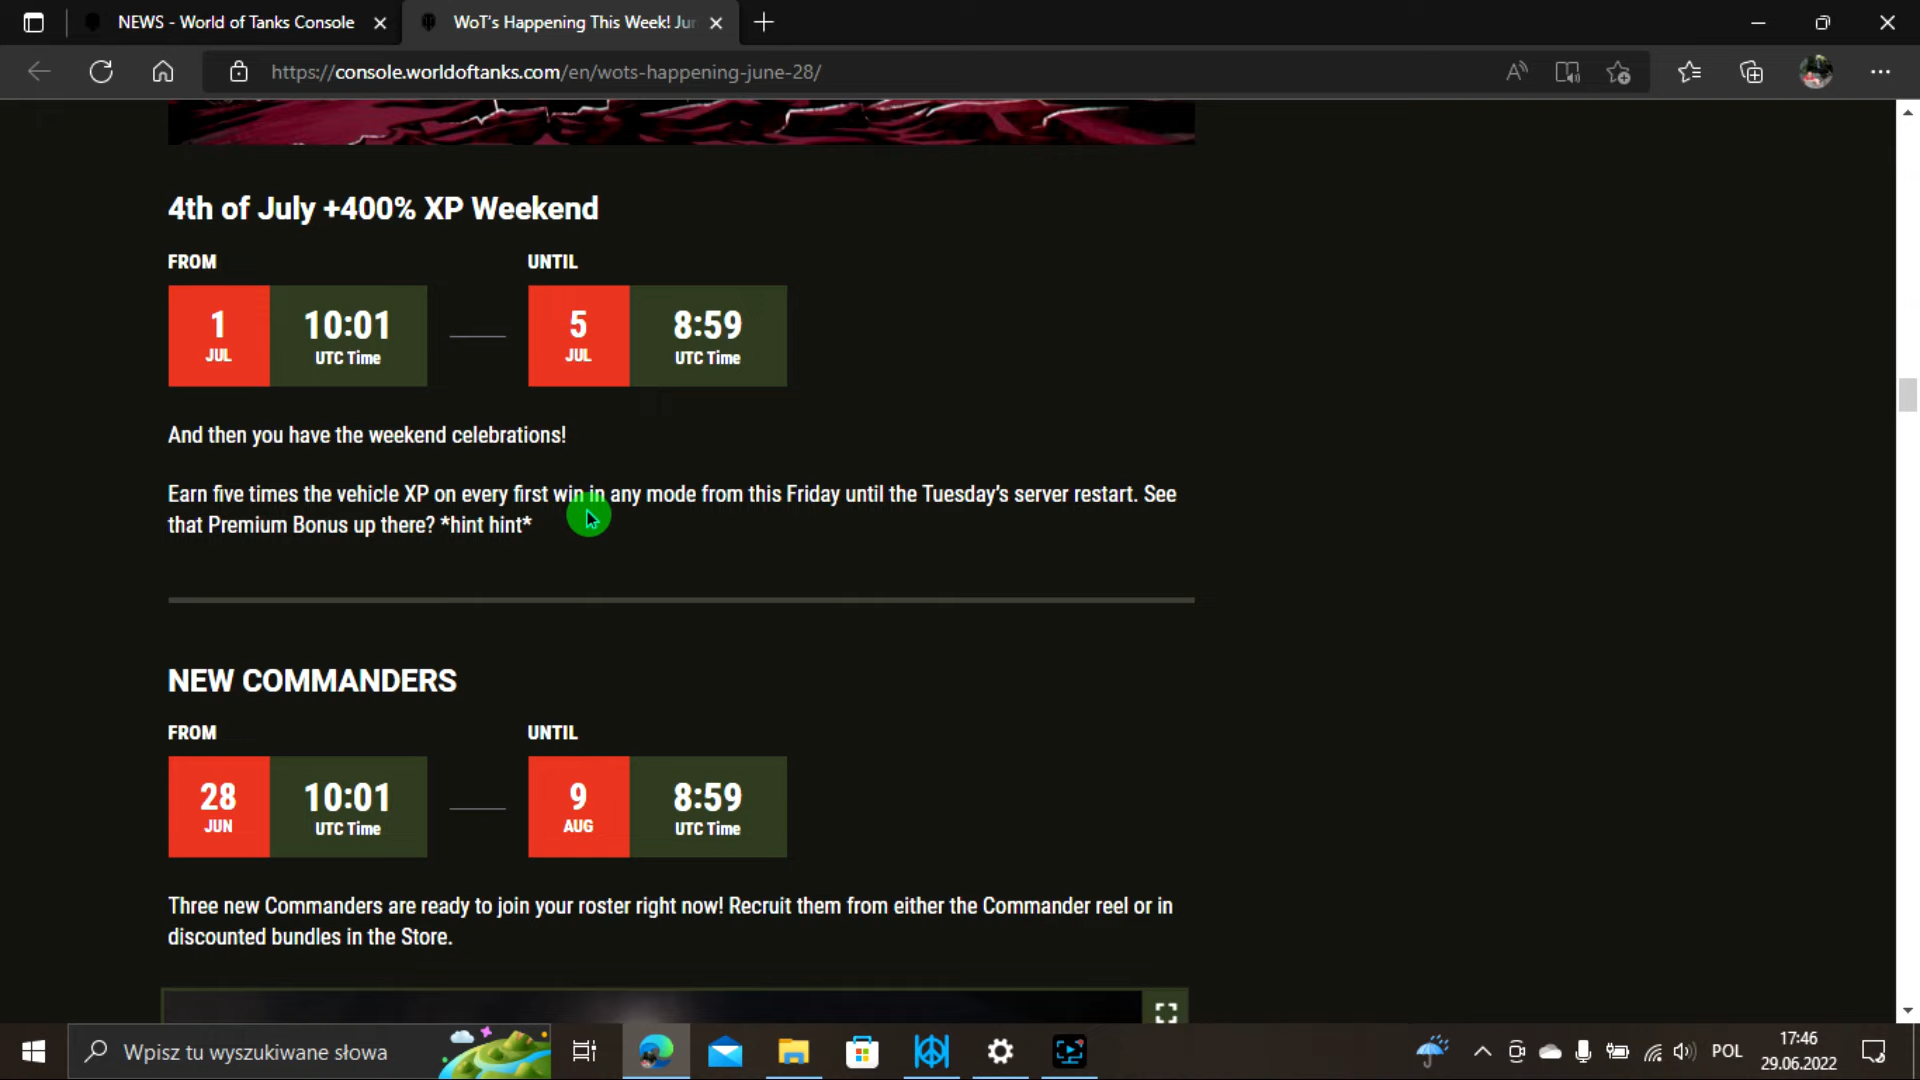 NEWS - World of Tanks Console
WoT's Happening This Week! Jur
https://console.worldoftanks.com/en/wots-happening-june-28/
4th of July +400% XP Weekend
FROM
UNTIL
1
JUL
10:01
UTC Time
5
JUL
8:59
UTC Time
And then you have the weekend celebrations!
Earn five times the vehicle XP on every first win in any mode from this Friday until the Tuesday's server restart. See
that Premium Bonus up there? *hint hint*
NEW COMMANDERS
FROM
UNTIL
28
JUN
10:01
UTC Time
9
AUG
8:59
UTC Time
Three new Commanders are ready to join your roster right now! Recruit them from either the Commander reel or in
discounted bundles in the Store.
Wpisz tu wyszukiwane słowa
POL
17:46
29.06.2022